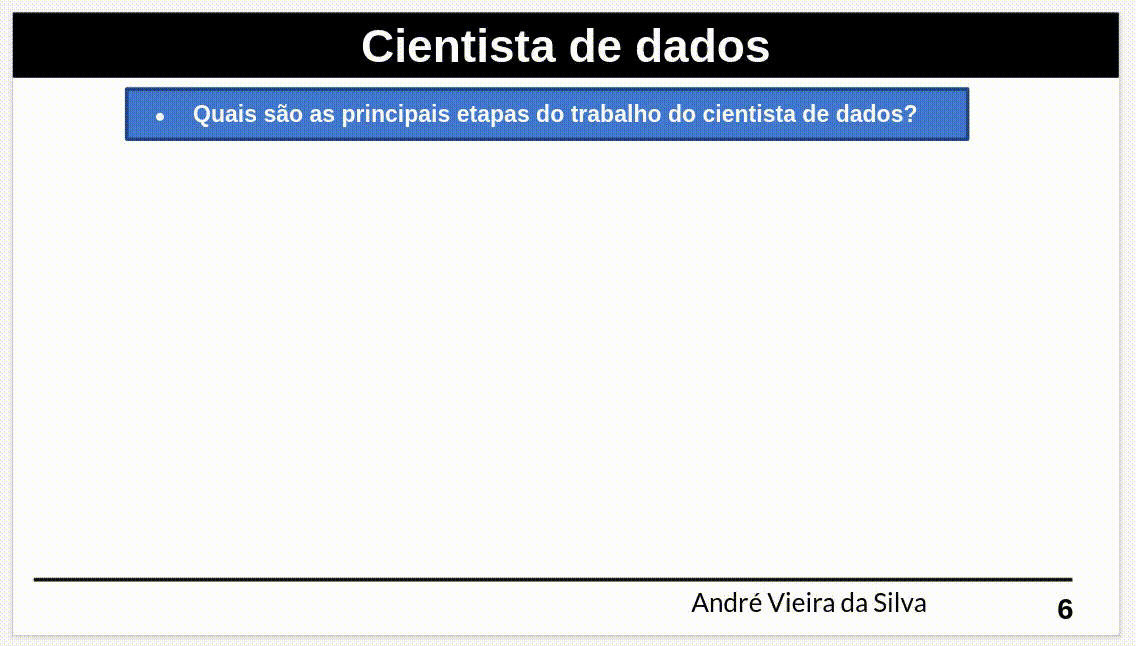 Cientista de dados
• Quais são as principais etapas do trabalho do cientista de dados?
André Vieira da Silva
6